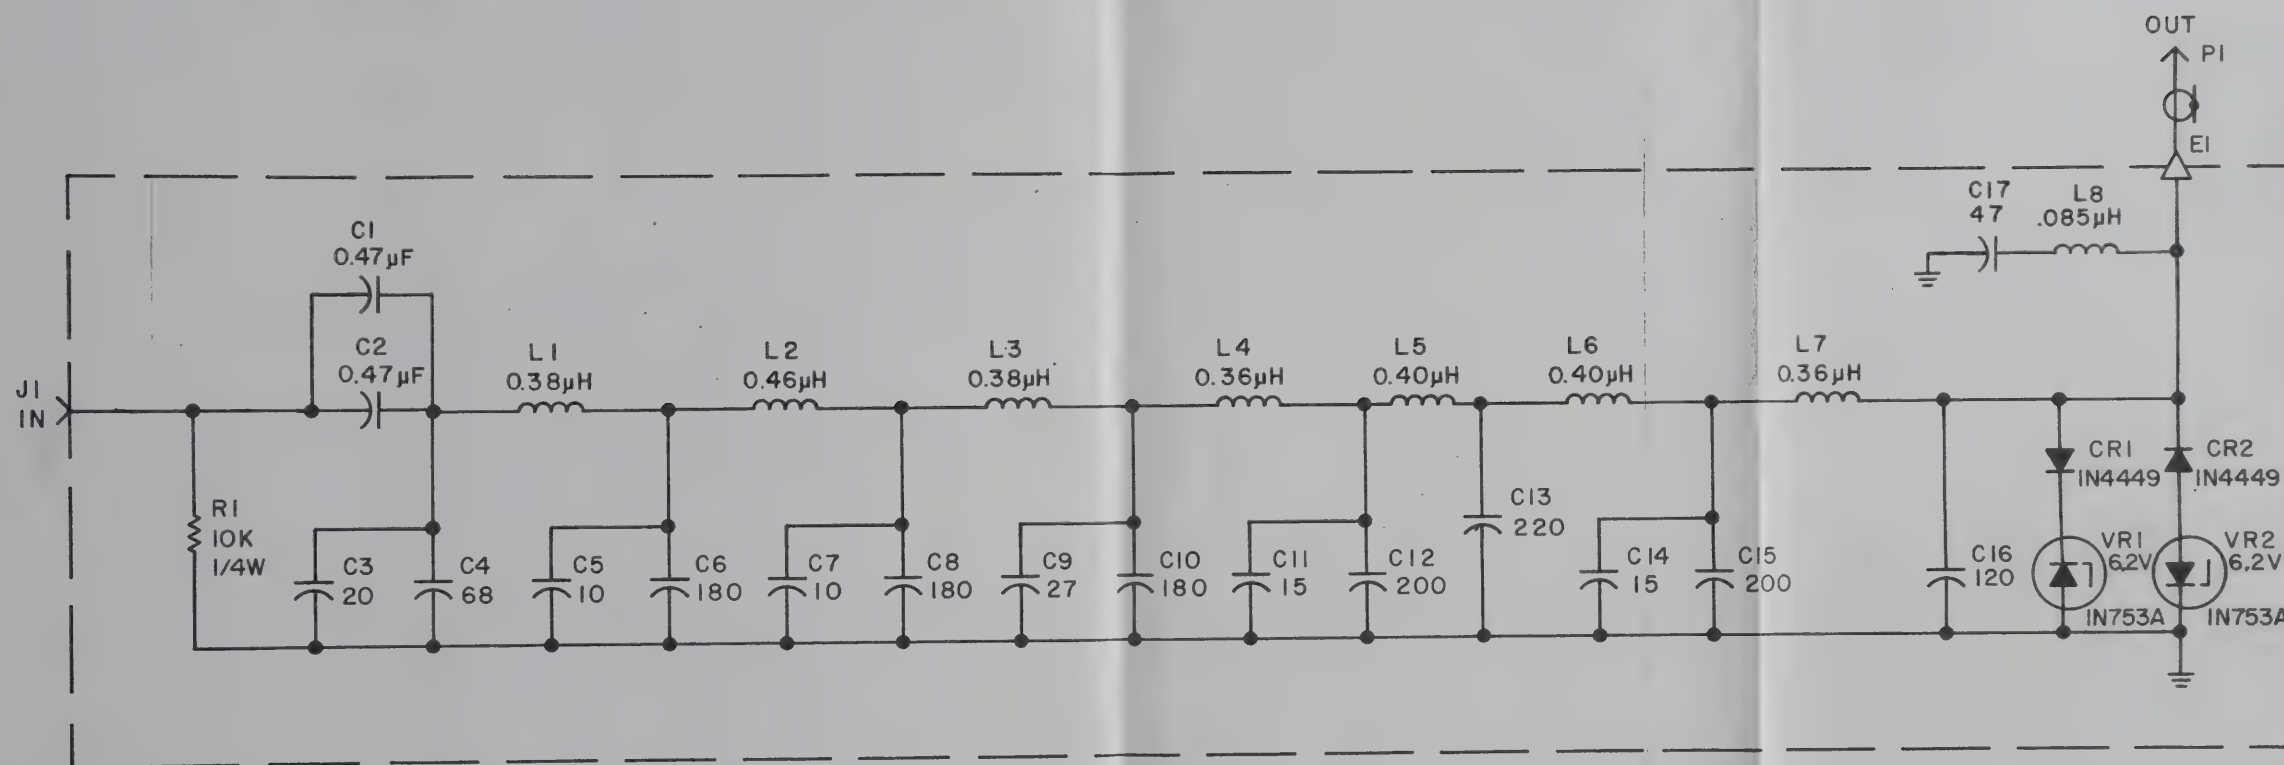 OUT
P1
E1
C17
47
L8
.085µH
C1
0.47µF
C2
0.47µF
J1
IN
L1
0.38µH
L2
0.46µH
L3
0.38µH
L4
0.36µH
L5
0.40µH
L6
0.40µH
L7
0.36µH
R1
10K
1/4W
C3
20
C4
68
C5
10
C6
180
C7
10
C8
180
C9
27
C10
180
C11
15
C12
200
C13
220
C14
15
C15
200
C16
120
CR1
IN4449
CR2
IN4449
VR1
6.2V
IN753A
VR2
6.2V
IN753A